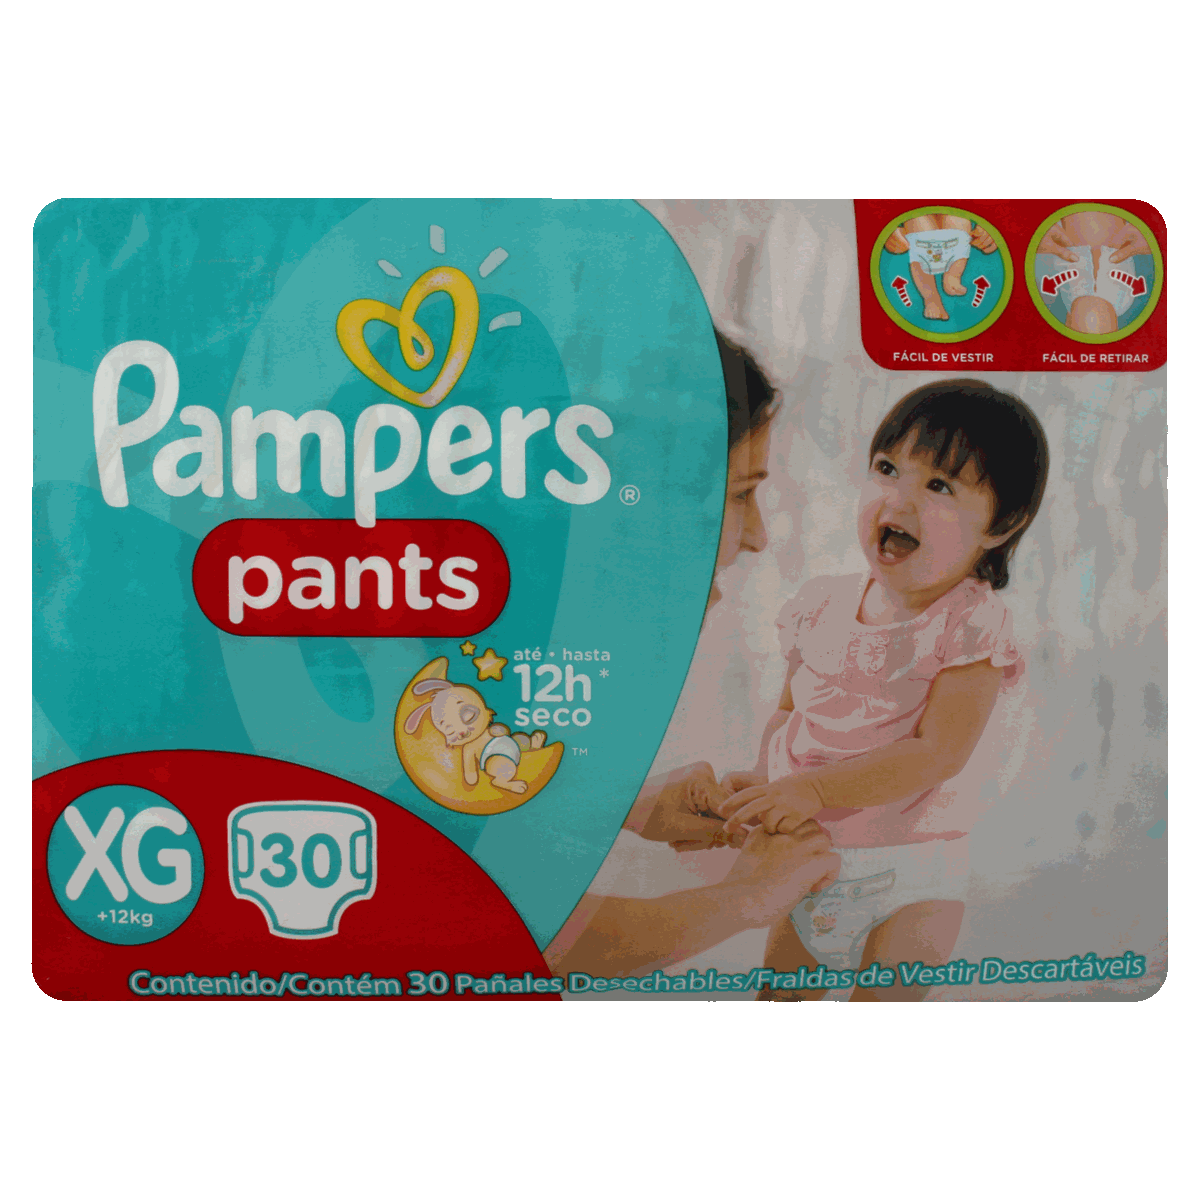 Pampers®
pants
até • hasta
12h*
seco
™
XG
+12kg
30
FÁCIL DE VESTIR
FÁCIL DE RETIRAR
Contenido/Contém 30 Pañales Desechables/Fraldas de Vestir Descartáveis